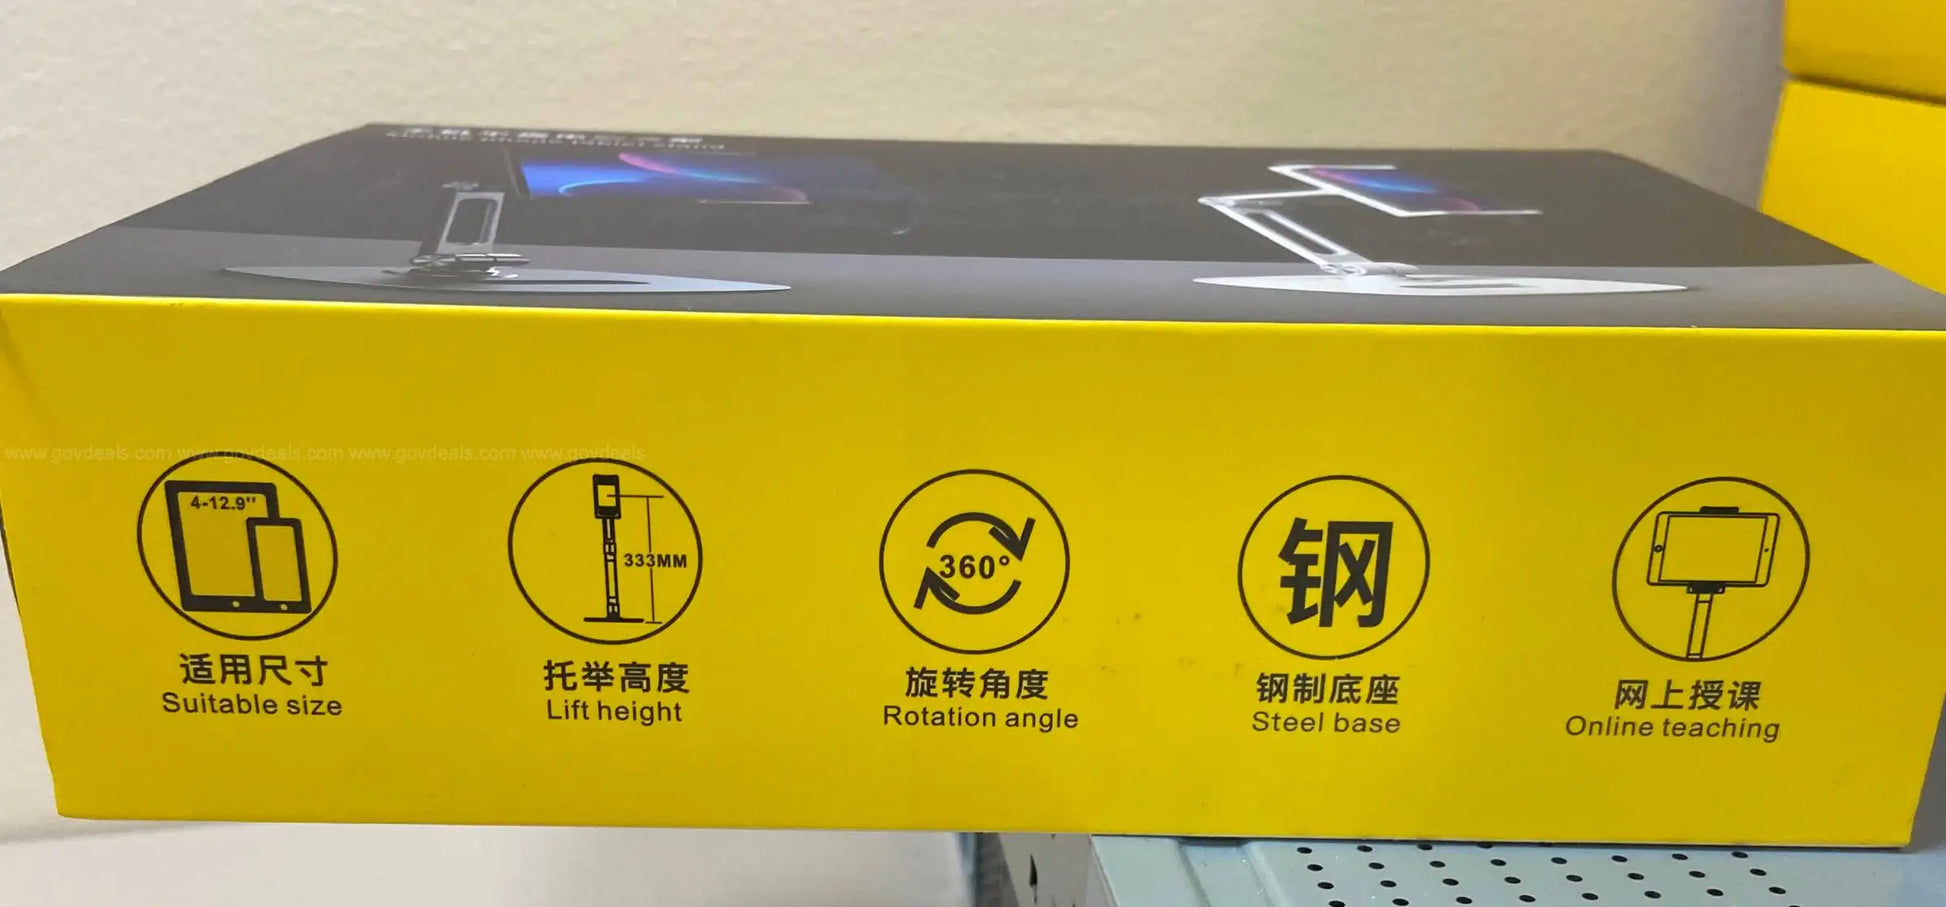 www.govdeals.com www.govdeals.com www.govdeals.com www.govdeals
4-12.9"
333MM
360°
钢
适用尺寸
Suitable size
托举高度
Lift height
旋转角度
Rotation angle
钢制底座
Steel base
网上授课
Online teaching